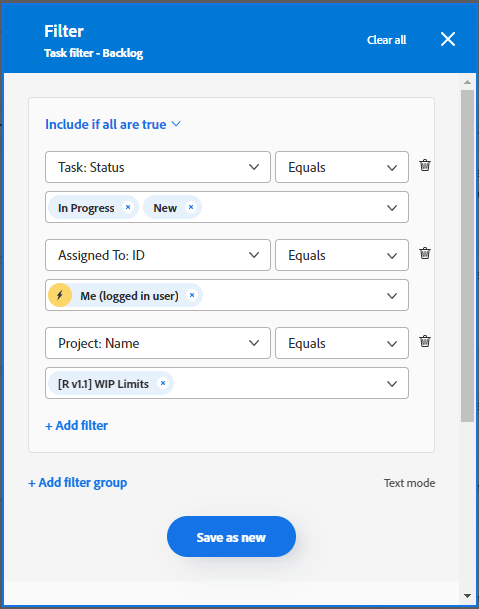 Filter
Task filter - Backlog
Clear all
Include if all are true
Task: Status Equals
In Progress × New ×
Assigned To: ID Equals
Me (logged in user) ×
Project: Name Equals
[R v1.1] WIP Limits ×
+ Add filter
+ Add filter group Text mode
Save as new